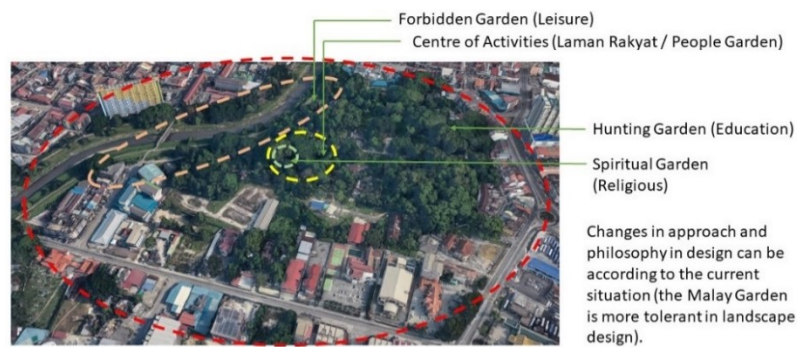 Forbidden Garden (Leisure)
Centre of Activities (Laman Rakyat / People Garden)
Hunting Garden (Education)
Spiritual Garden
(Religious)
Changes in approach and
philosophy in design can be
according to the current
situation (the Malay Garden
is more tolerant in landscape
design).